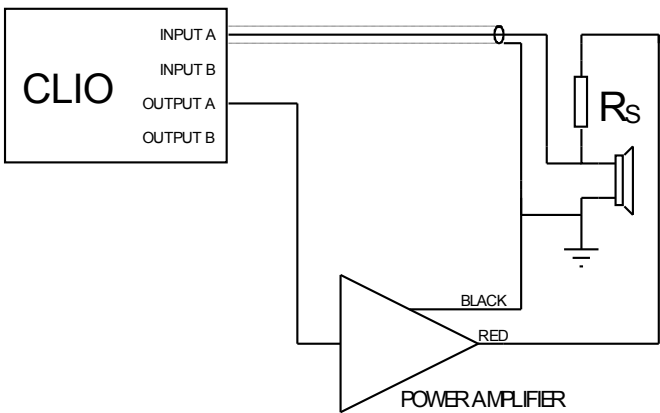 CLIO
INPUT A
INPUT B
OUTPUT A
OUTPUT B
RS
BLACK
RED
POWER AMPLIFIER